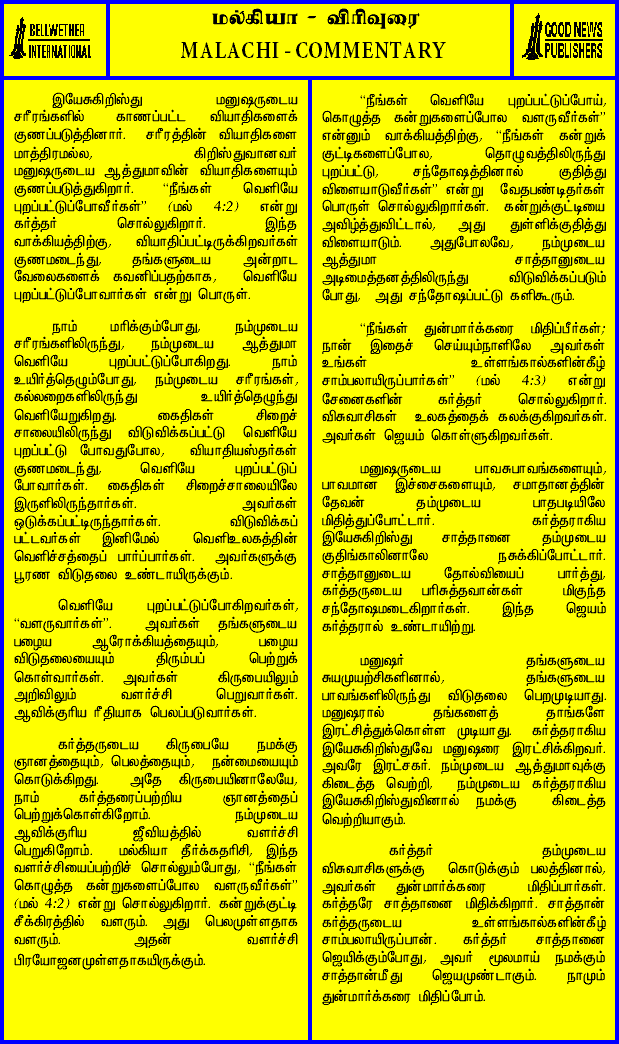 BELLWETHER
INTERNATIONAL
மல்கியா - விரிவுரை
MALACHI - COMMENTARY
GOOD NEWS
PUBLISHERS
இயேசுகிறிஸ்து மனுஷருடைய
சரீரங்களில் காணப்பட்ட வியாதிகளைக்
குணப்படுத்தினார். சரீரத்தின் வியாதிகளை
மாத்திரமல்ல, கிறிஸ்துவானவர்
மனுஷருடைய ஆத்துமாவின் வியாதிகளையும்
குணப்படுத்துகிறார். “நீங்கள் வெளியே
புறப்பட்டுப்போவீர்கள்” (மல் 4:2) என்று
கர்த்தர் சொல்லுகிறார். இந்த
வாக்கியத்திற்கு, வியாதிப்பட்டிருக்கிறவர்கள்
குணமடைந்து, தங்களுடைய அன்றாட
வேலைகளைக் கவனிப்பதற்காக, வெளியே
புறப்பட்டுப்போவார்கள் என்று பொருள்.
நாம் மரிக்கும்போது, நம்முடைய
சரீரங்களிலிருந்து, நம்முடைய ஆத்துமா
வெளியே புறப்பட்டுப்போகிறது. நாம்
உயிர்த்தெழும்போது, நம்முடைய சரீரங்கள்,
கல்லறைகளிலிருந்து உயிர்த்தெழுந்து
வெளியேறுகிறது. கைதிகள் சிறைச்
சாலையிலிருந்து விடுவிக்கப்பட்டு வெளியே
புறப்பட்டு போவதுபோல, வியாதியஸ்தர்கள்
குணமடைந்து, வெளியே புறப்பட்டுப்
போவார்கள். கைதிகள் சிறைச்சாலையிலே
இருளிலிருந்தார்கள். அவர்கள்
ஒடுக்கப்பட்டிருந்தார்கள். விடுவிக்கப்
பட்டவர்கள் இனிமேல் வெளிஉலகத்தின்
வெளிச்சத்தைப் பார்ப்பார்கள். அவர்களுக்கு
பூரண விடுதலை உண்டாயிருக்கும்.
வெளியே புறப்பட்டுப்போகிறவர்கள்,
“வளருவார்கள்”. அவர்கள் தங்களுடைய
பழைய ஆரோக்கியத்தையும், பழைய
விடுதலையையும் திரும்பப் பெற்றுக்
கொள்வார்கள். அவர்கள் கிருபையிலும்
அறிவிலும் வளர்ச்சி பெறுவார்கள்.
ஆவிக்குரிய ரீதியாக பெலப்படுவார்கள்.
கர்த்தருடைய கிருபையே நமக்கு
ஞானத்தையும், பெலத்தையும், நன்மையையும்
கொடுக்கிறது. அதே கிருபையினாலேயே,
நாம் கர்த்தரைப்பற்றிய ஞானத்தைப்
பெற்றுக்கொள்கிறோம். நம்முடைய
ஆவிக்குரிய ஜீவியத்தில் வளர்ச்சி
பெறுகிறோம். மல்கியா தீர்க்கதரிசி, இந்த
வளர்ச்சியைப்பற்றிச் சொல்லும்போது, “நீங்கள்
கொழுத்த கன்றுகளைப்போல வளருவீர்கள்”
(மல் 4:2) என்று சொல்லுகிறார். கன்றுக்குட்டி
சீக்கிரத்தில் வளரும். அது பெலமுள்ளதாக
வளரும். அதன் வளர்ச்சி
பிரயோஜனமுள்ளதாகயிருக்கும்.
“நீங்கள் வெளியே புறப்பட்டுப்போய்,
கொழுத்த கன்றுகளைப்போல வளருவீர்கள்”
என்னும் வாக்கியத்திற்கு, “நீங்கள் கன்றுக்
குட்டிகளைப்போல, தொழுவத்திலிருந்து
புறப்பட்டு, சந்தோஷத்தினால் குதித்து
விளையாடுவீர்கள்” என்று வேதபண்டிதர்கள்
பொருள் சொல்லுகிறார்கள். கன்றுக்குட்டியை
அவிழ்த்துவிட்டால், அது துள்ளிக்குதித்து
விளையாடும். அதுபோலவே, நம்முடைய
ஆத்துமா சாத்தானுடைய
அடிமைத்தனத்திலிருந்து விடுவிக்கப்படும்
போது, அது சந்தோஷப்பட்டு களிகூரும்.
“நீங்கள் துன்மார்க்கரை மிதிப்பீர்கள்;
நான் இதைச் செய்யும்நாளிலே அவர்கள்
உங்கள் உள்ளங்கால்களின்கீழ்
சாம்பலாயிருப்பார்கள்” (மல் 4:3) என்று
சேனைகளின் கர்த்தர் சொல்லுகிறார்.
விசுவாசிகள் உலகத்தைக் கலக்குகிறவர்கள்.
அவர்கள் ஜெயம் கொள்ளுகிறவர்கள்.
மனுஷருடைய பாவசுபாவங்களையும்,
பாவமான இச்சைகளையும், சமாதானத்தின்
தேவன் தம்முடைய பாதபடியிலே
மிதித்துப்போட்டார். கர்த்தராகிய
இயேசுகிறிஸ்து சாத்தானை தம்முடைய
குதிங்காலினாலே நசுக்கிப்போட்டார்.
சாத்தானுடைய தோல்வியைப் பார்த்து,
கர்த்தருடைய பரிசுத்தவான்கள் மிகுந்த
சந்தோஷமடைகிறார்கள். இந்த ஜெயம்
கர்த்தரால் உண்டாயிற்று.
மனுஷர் தங்களுடைய
சுயமுயற்சிகளினால், தங்களுடைய
பாவங்களிலிருந்து விடுதலை பெறமுடியாது.
மனுஷரால் தங்களைத் தாங்களே
இரட்சித்துக்கொள்ள முடியாது. கர்த்தராகிய
இயேசுகிறிஸ்துவே மனுஷரை இரட்சிக்கிறவர்.
அவரே இரட்சகர். நம்முடைய ஆத்துமாவுக்கு
கிடைத்த வெற்றி, நம்முடைய கர்த்தராகிய
இயேசுகிறிஸ்துவினால் நமக்கு கிடைத்த
வெற்றியாகும்.
கர்த்தர் தம்முடைய
விசுவாசிகளுக்கு கொடுக்கும் பலத்தினால்,
அவர்கள் துன்மார்க்கரை மிதிப்பார்கள்.
கர்த்தரே சாத்தானை மிதிக்கிறார். சாத்தான்
கர்த்தருடைய உள்ளங்கால்களின்கீழ்
சாம்பலாயிருப்பான். கர்த்தர் சாத்தானை
ஜெயிக்கும்போது, அவர் மூலமாய் நமக்கும்
சாத்தான்மீது ஜெயமுண்டாகும். நாமும்
துன்மார்க்கரை மிதிப்போம்.